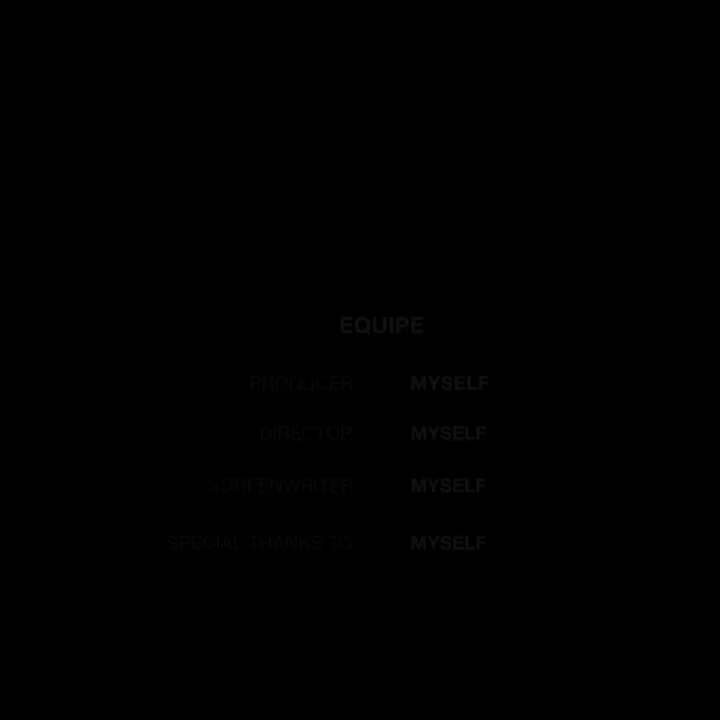 EQUIPE
PRODUCER MYSELF
DIRECTOR MYSELF
SCREENWRITER MYSELF
SPECIAL THANKS TO MYSELF